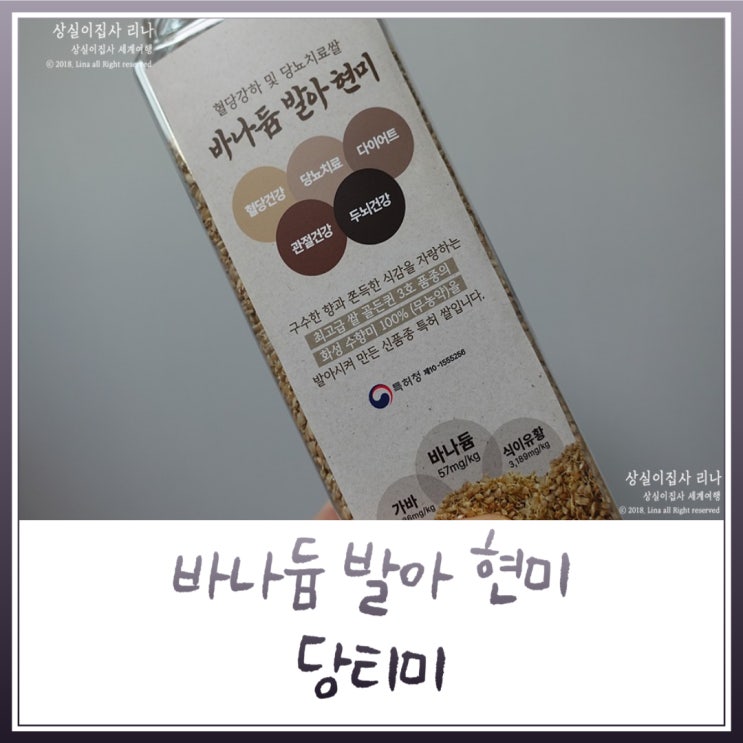 상실이집사 리나
상실이집사 세계여행
ⓒ 2018. Lina all Right reserved
혈당강하 및 당뇨치료쌀
바나듐 발아 현미
혈당건강
당뇨치료
다이어트
관절건강
두뇌건강
구수한 향과 쫀득한 식감을 자랑하는
최고급 쌀 골든퀸 3호 품종의
화성 수향미 100% (무농약)을
발아시켜 만든 신품종 특허 쌀입니다.
특허청 제10-1555256
바나듐
57mg/kg
식이유황
3,189mg/kg
가바
상실이집사 리나
상실이집사 세계여행
ⓒ 2018. Lina all Right reserved
바나듐 발아 현미
당티미